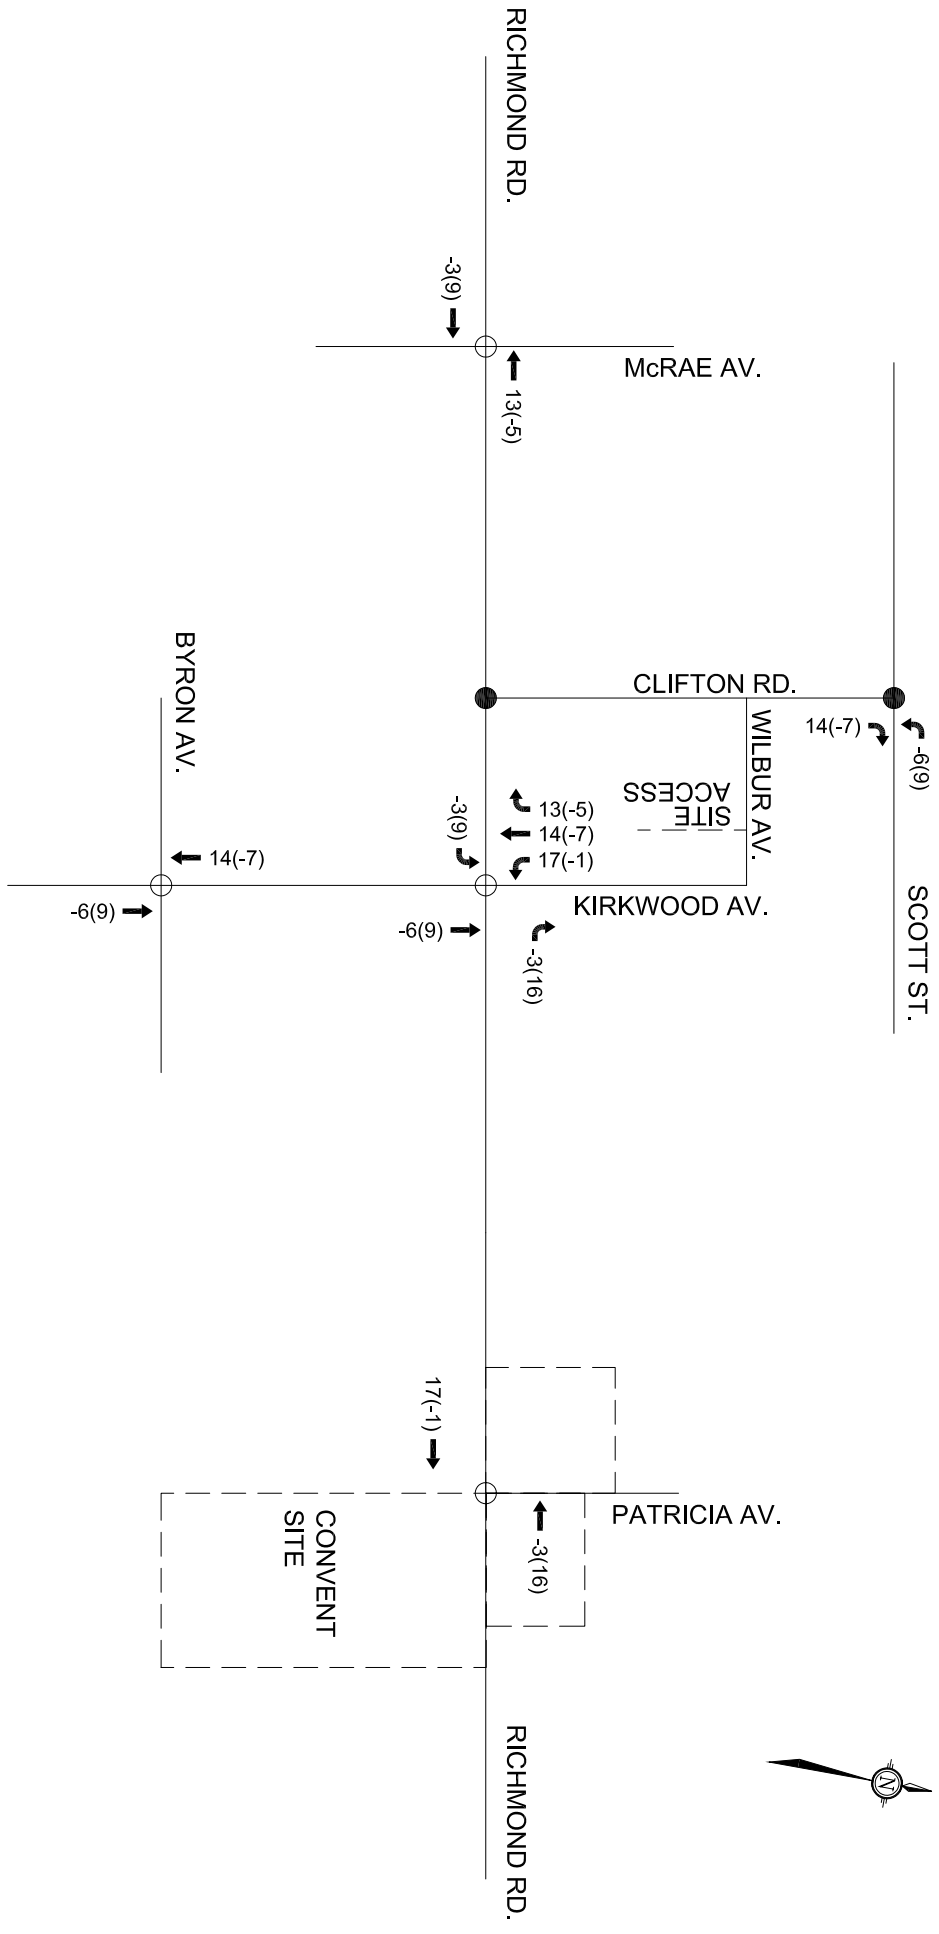 RICHMOND RD.
-3(9)
McRAE AV.
13(-5)
BYRON AV.
CLIFTON RD.
WILBUR AV.
14(-7)
-6(9)
SITE
ACCESS
13(-5)
14(-7)
17(-1)
-3(9)
14(-7)
-6(9)
KIRKWOOD AV.
-6(9)
-3(16)
SCOTT ST.
17(-1)
PATRICIA AV.
-3(16)
CONVENT
SITE
RICHMOND RD.
N